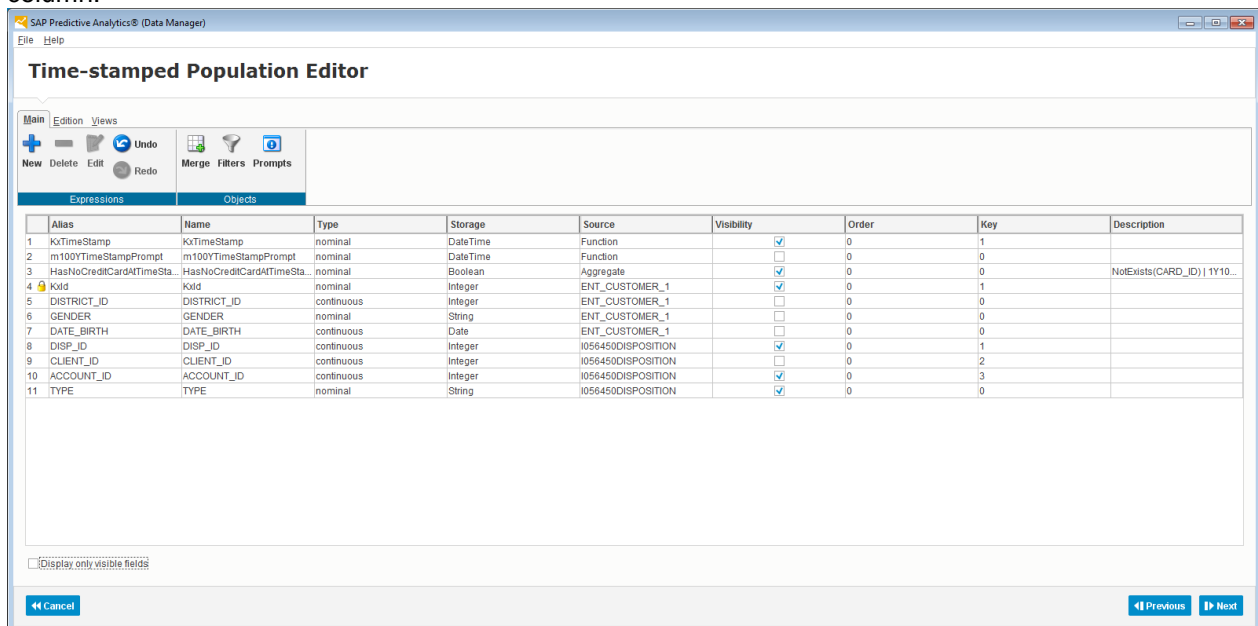 column.
SAP Predictive Analytics® (Data Manager)
File Help
Time-stamped Population Editor
Main Edition Views
New Delete Edit Undo Redo Merge Filters Prompts
Expressions Objects
Alias Name Type Storage Source Visibility Order Key Description
1 KxTimeStamp KxTimeStamp nominal DateTime Function 0 1
2 m100YTimeStampPrompt m100YTimeStampPrompt nominal DateTime Function 0 0
3 HasNoCreditCardAtTimeSta... HasNoCreditCardAtTimeSta... nominal Boolean Aggregate 0 0 NotExists(CARD_ID) | 1Y10...
4 KxId KxId nominal Integer ENT_CUSTOMER_1 0 1
5 DISTRICT_ID DISTRICT_ID continuous Integer ENT_CUSTOMER_1 0 0
6 GENDER GENDER nominal String ENT_CUSTOMER_1 0 0
7 DATE_BIRTH DATE_BIRTH continuous Date ENT_CUSTOMER_1 0 0
8 DISP_ID DISP_ID continuous Integer I056450DISPOSITION 0 1
9 CLIENT_ID CLIENT_ID continuous Integer I056450DISPOSITION 0 2
10 ACCOUNT_ID ACCOUNT_ID continuous Integer I056450DISPOSITION 0 3
11 TYPE TYPE nominal String I056450DISPOSITION 0 0
Display only visible fields
Cancel Previous Next